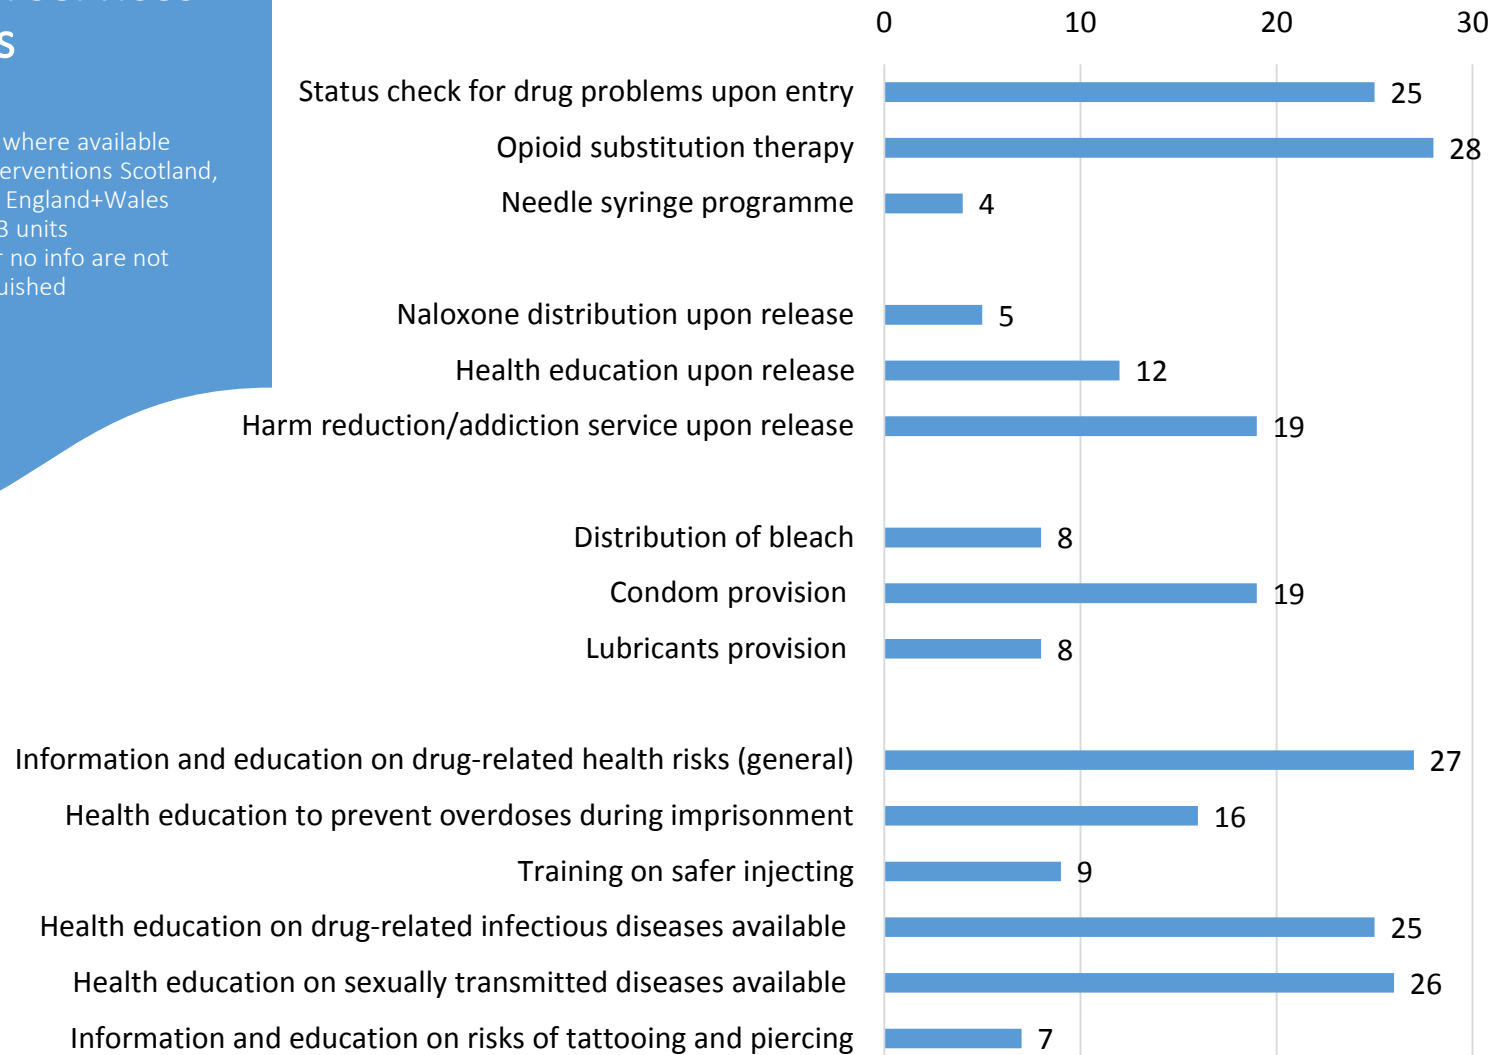 s
where available
erventions Scotland,
England+Wales
3 units
r no info are not
uished
0 10 20 30
Status check for drug problems upon entry 25
Opioid substitution therapy 28
Needle syringe programme 4
Naloxone distribution upon release 5
Health education upon release 12
Harm reduction/addiction service upon release 19
Distribution of bleach 8
Condom provision 19
Lubricants provision 8
Information and education on drug-related health risks (general) 27
Health education to prevent overdoses during imprisonment 16
Training on safer injecting 9
Health education on drug-related infectious diseases available 25
Health education on sexually transmitted diseases available 26
Information and education on risks of tattooing and piercing 7